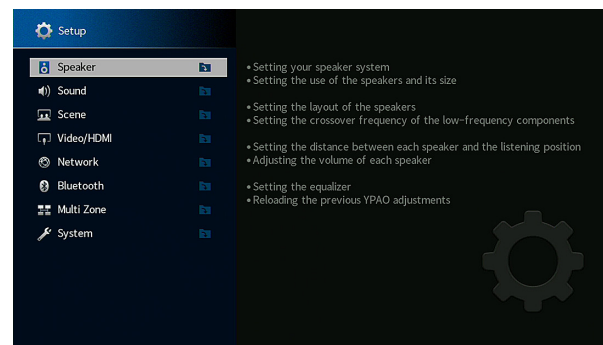 Setup
Speaker
Sound
Scene
Video/HDMI
Network
Bluetooth
Multi Zone
System
• Setting your speaker system
• Setting the use of the speakers and its size
• Setting the layout of the speakers
• Setting the crossover frequency of the low-frequency components
• Setting the distance between each speaker and the listening position
• Adjusting the volume of each speaker
• Setting the equalizer
• Reloading the previous YPAO adjustments